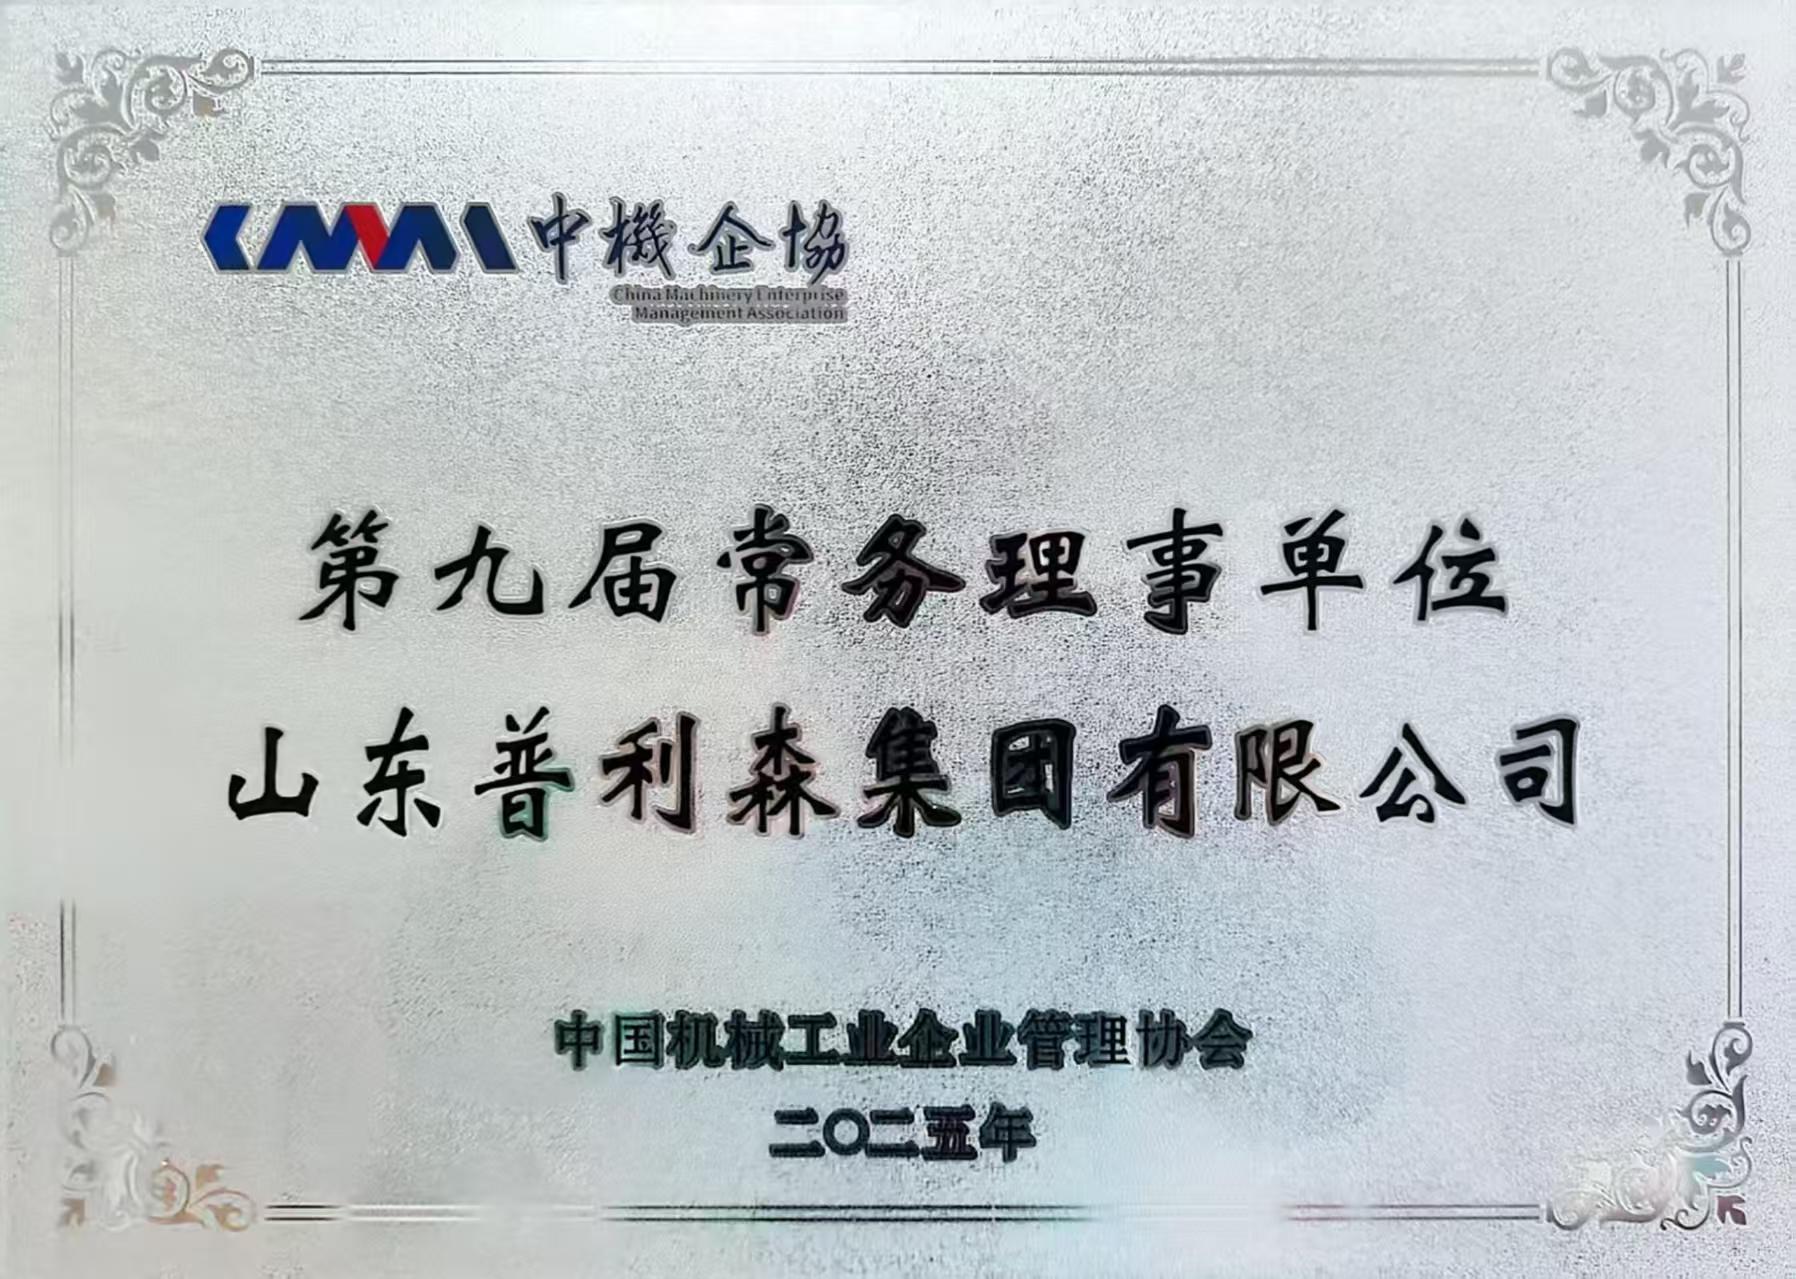 CMMA 中機企協
China Machinery Enterprise
Management Association
第九届常务理事单位
山东普利森集团有限公司
中国机械工业企业管理协会
二〇二五年